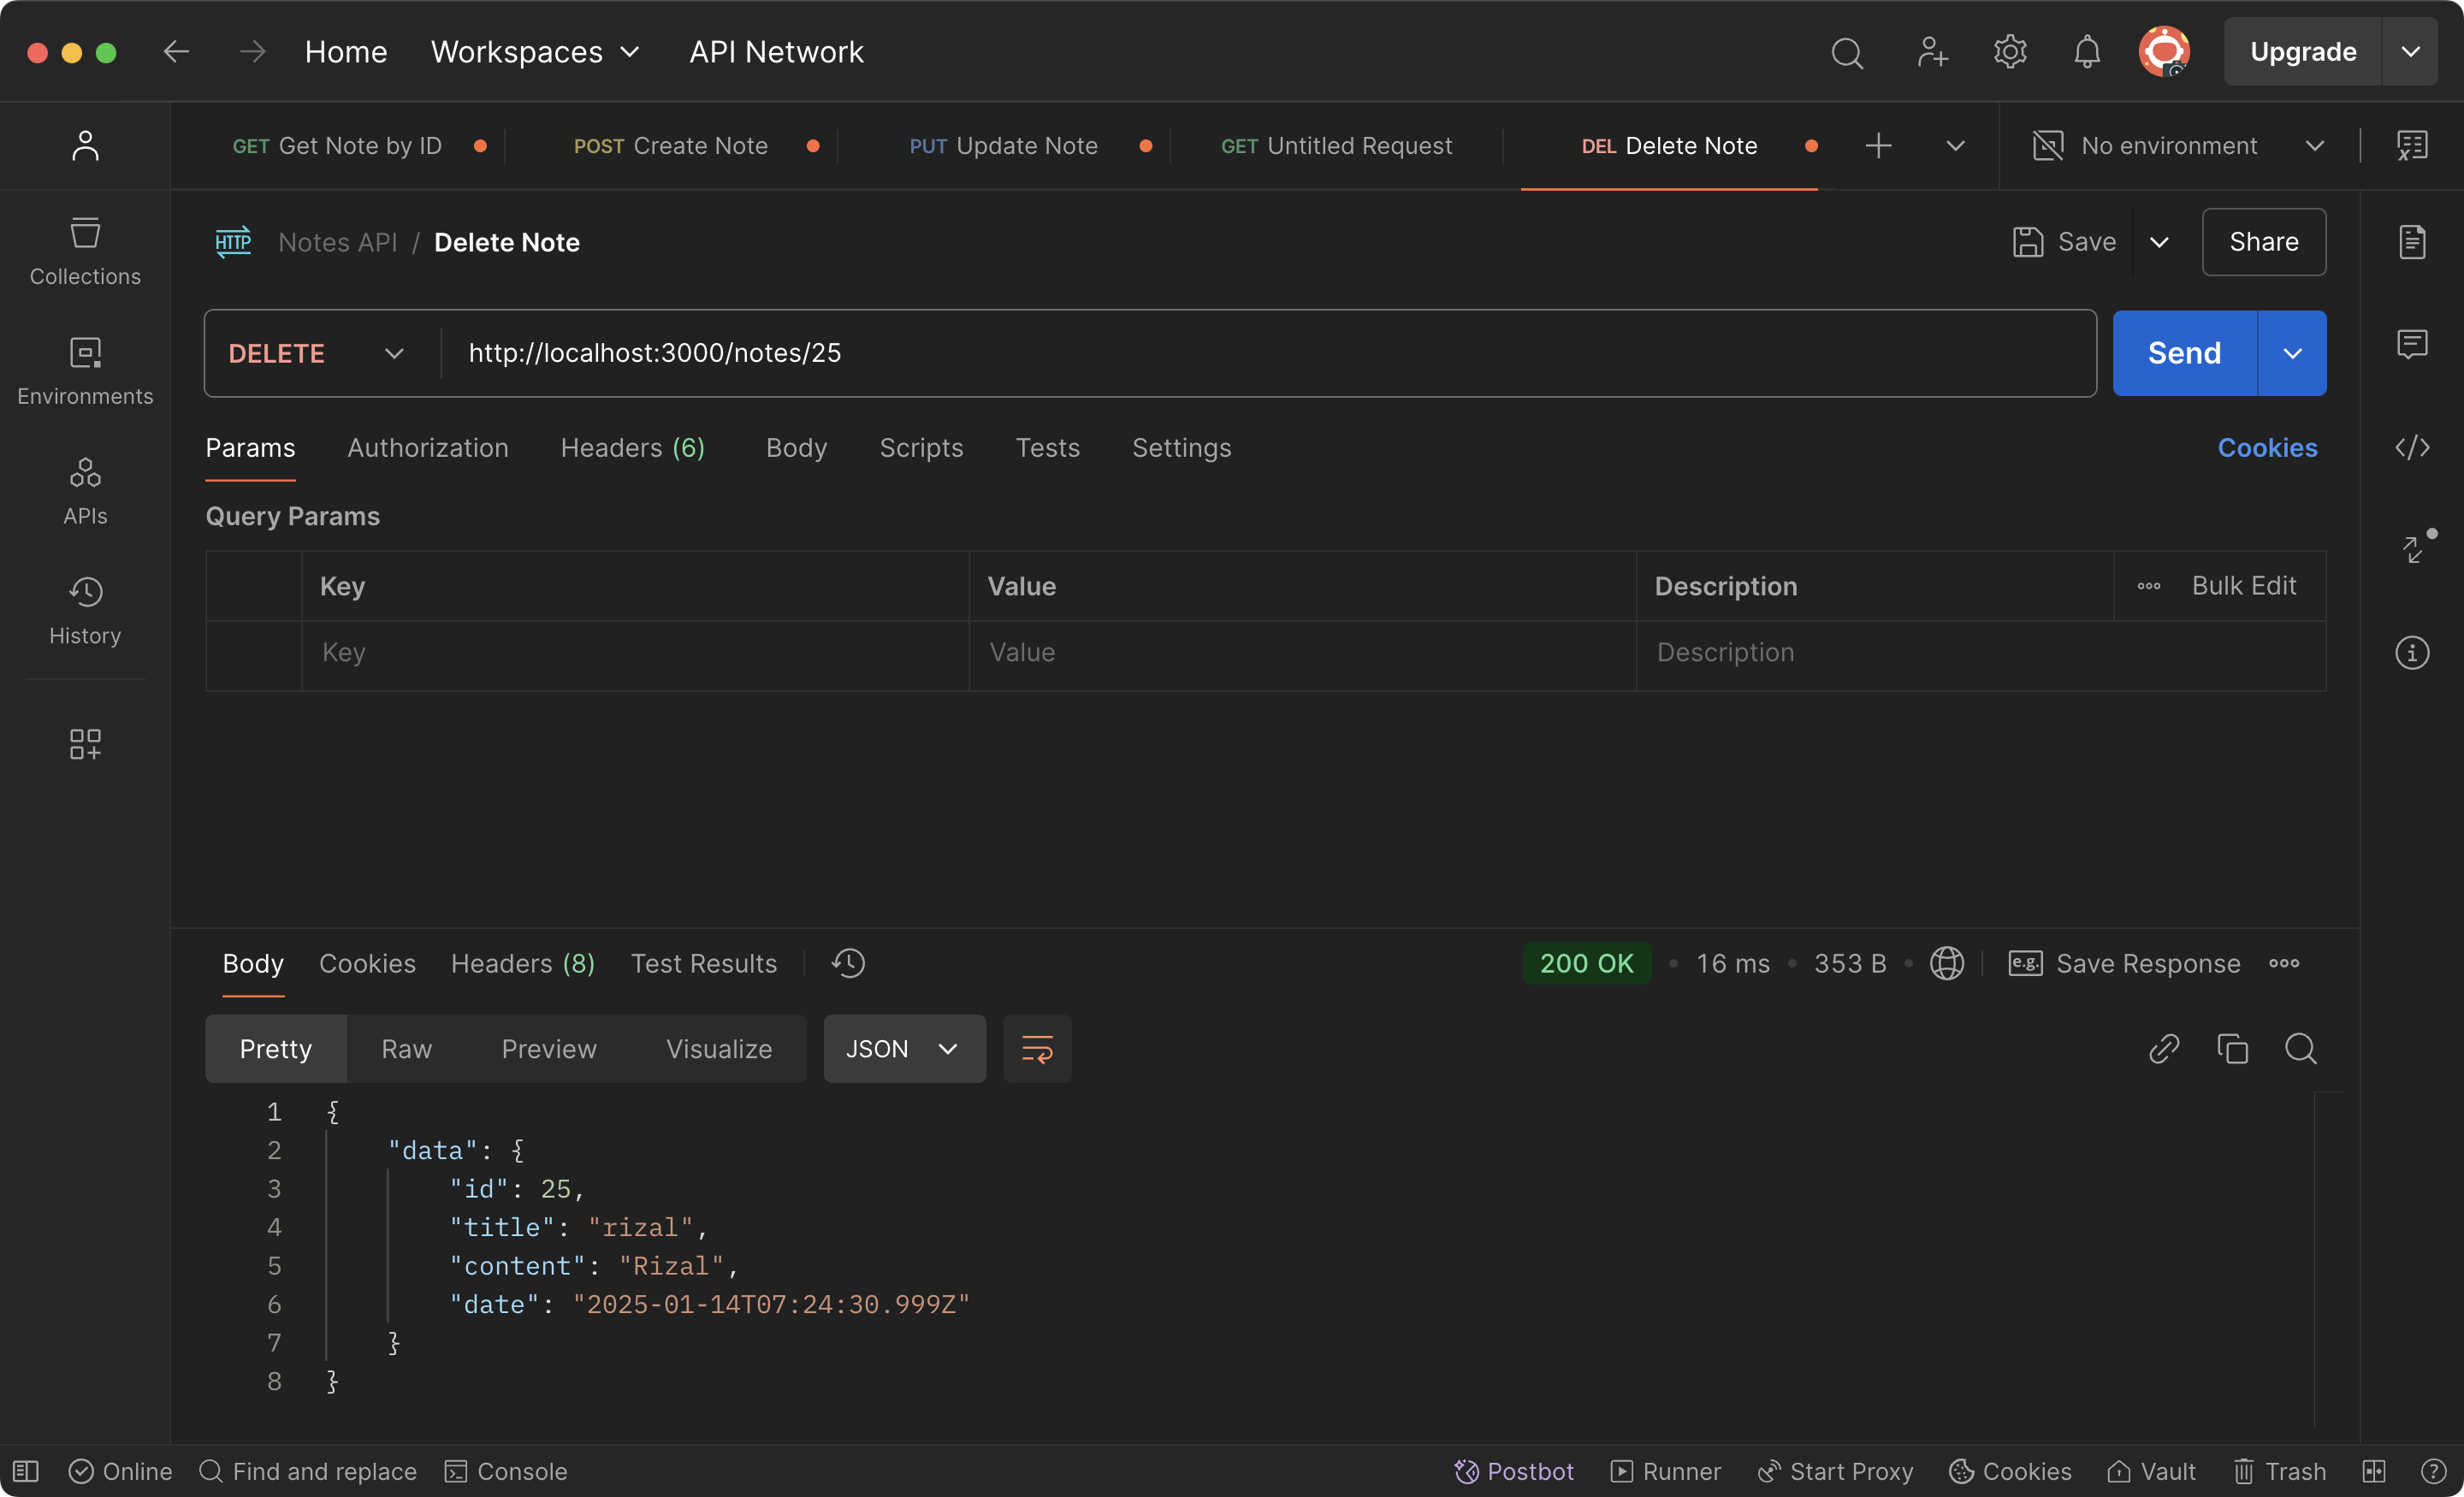 Home Workspaces API Network Upgrade
GET Get Note by ID POST Create Note PUT Update Note GET Untitled Request DEL Delete Note No environment
HTTP Notes API / Delete Note Save Share
Collections
DELETE http://localhost:3000/notes/25 Send
Environments
Params Authorization Headers (6) Body Scripts Tests Settings Cookies
APIs
Query Params
Key Value Description Bulk Edit
History
Key Value Description
Body Cookies Headers (8) Test Results 200 OK 16 ms 353 B e.g. Save Response
Pretty Raw Preview Visualize JSON
1 {
2 "data": {
3 "id": 25,
4 "title": "rizal",
5 "content": "Rizal",
6 "date": "2025-01-14T07:24:30.999Z"
7 }
8 }
Online Find and replace Console Postbot Runner Start Proxy Cookies Vault Trash